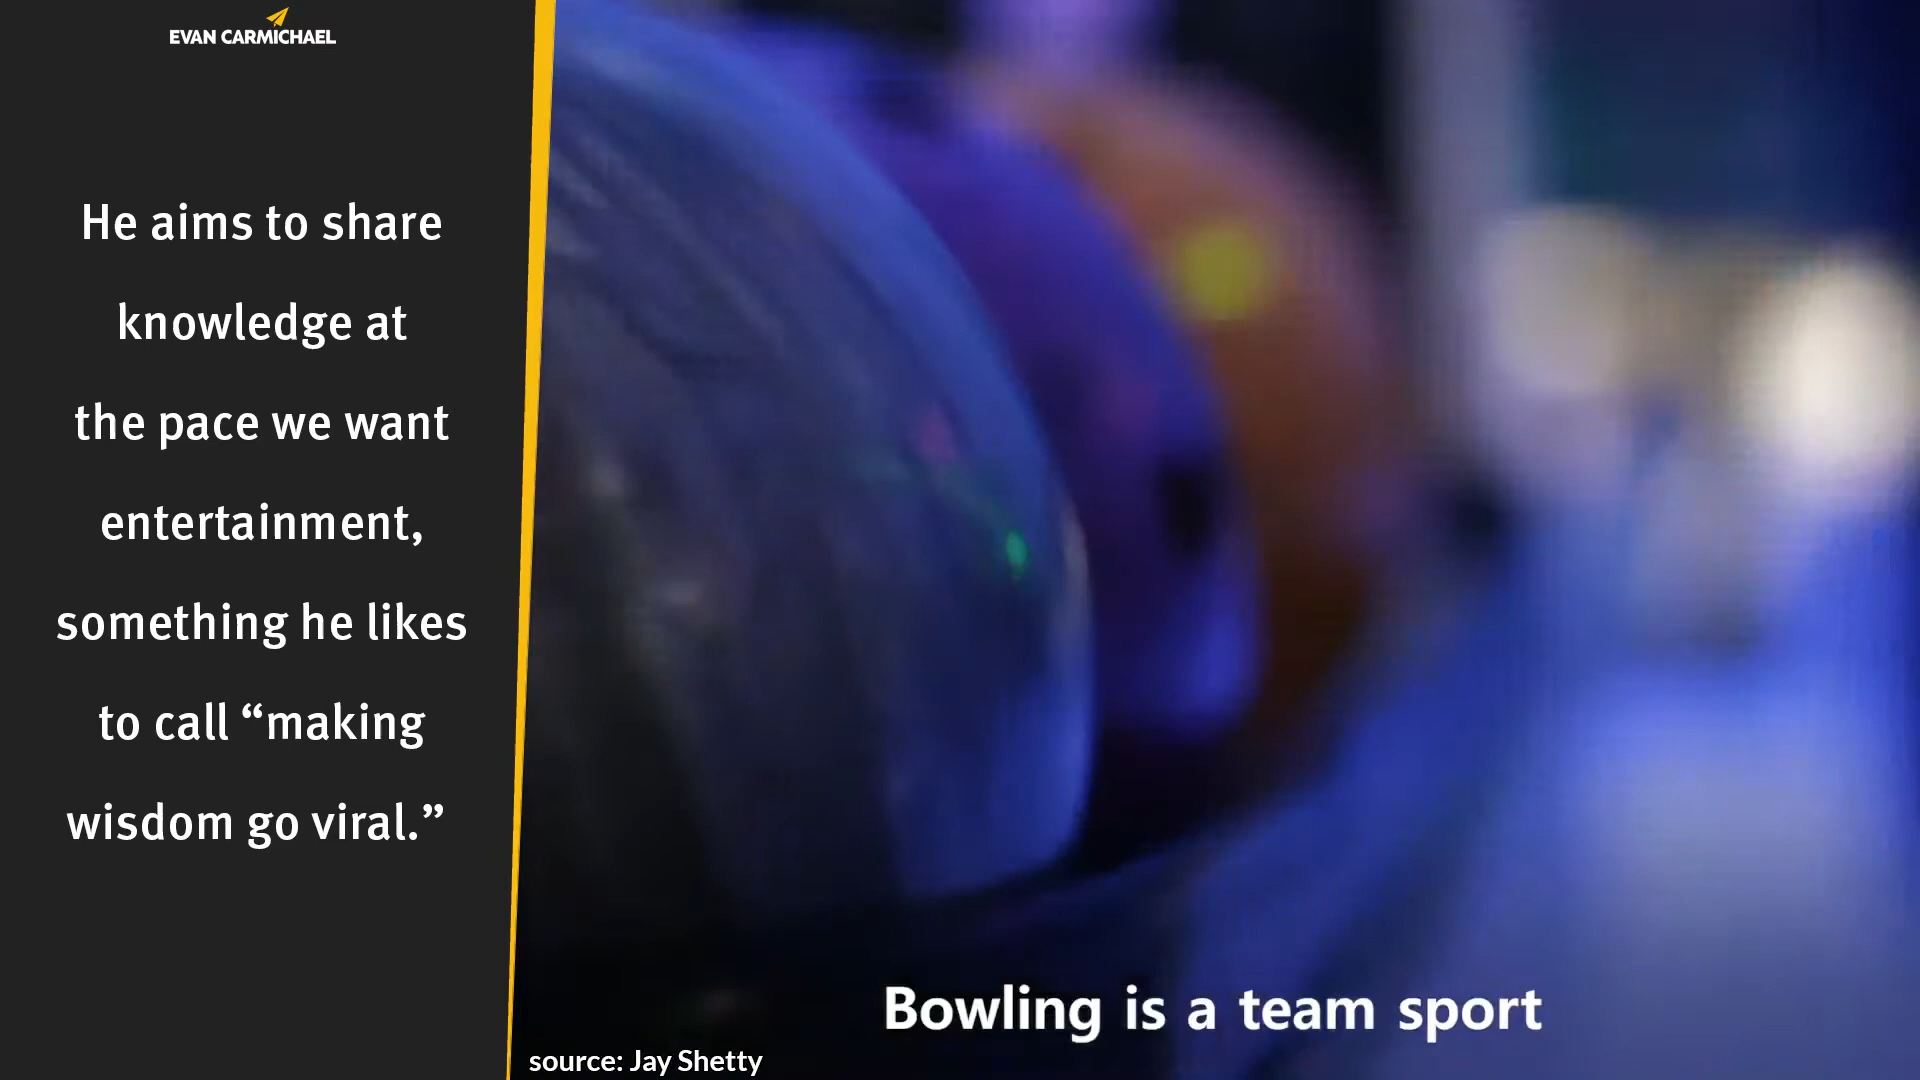 EVAN CARMICHAEL
He aims to share
knowledge at
the pace we want
entertainment,
something he likes
to call “making
wisdom go viral.”
Bowling is a team sport
source: Jay Shetty